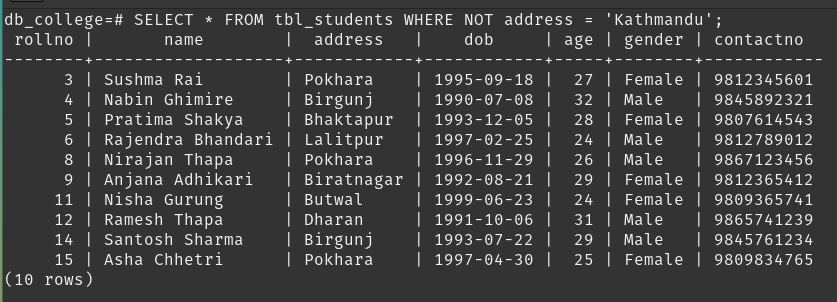 db_college=# SELECT * FROM tbl_students WHERE NOT address = 'Kathmandu';
 rollno |       name        |  address   |    dob     | age | gender | contactno
--------+-------------------+------------+------------+-----+--------+------------
      3 | Sushma Rai        | Pokhara    | 1995-09-18 |  27 | Female | 9812345601
      4 | Nabin Ghimire     | Birgunj    | 1990-07-08 |  32 | Male   | 9845892321
      5 | Pratima Shakya    | Bhaktapur  | 1993-12-05 |  28 | Female | 9807614543
      6 | Rajendra Bhandari | Lalitpur   | 1997-02-25 |  24 | Male   | 9812789012
      8 | Nirajan Thapa     | Pokhara    | 1996-11-29 |  26 | Male   | 9867123456
      9 | Anjana Adhikari   | Biratnagar | 1992-08-21 |  29 | Female | 9812365412
     11 | Nisha Gurung      | Butwal     | 1999-06-23 |  24 | Female | 9809365741
     12 | Ramesh Thapa      | Dharan     | 1991-10-06 |  31 | Male   | 9865741239
     14 | Santosh Sharma    | Birgunj    | 1993-07-22 |  29 | Male   | 9845761234
     15 | Asha Chhetri      | Pokhara    | 1997-04-30 |  25 | Female | 9809834765
(10 rows)